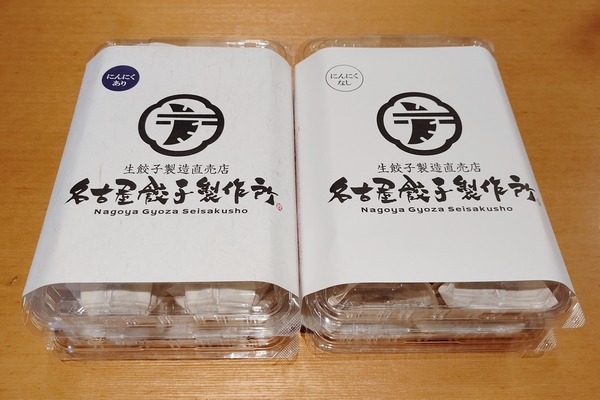 にんにく
あり
生餃子製造直売店
名古屋餃子製作所
Nagoya Gyoza Seisakusho
にんにく
なし
生餃子製造直売店
名古屋餃子製作所
Nagoya Gyoza Seisakusho